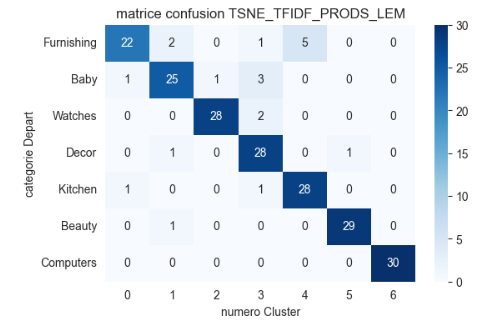 matrice confusion TSNE_TFIDF_PRODS_LEM
categorie Depart
Furnishing 22 2 0 1 5 0 0
Baby 1 25 1 3 0 0 0
Watches 0 0 28 2 0 0 0
Decor 0 1 0 28 0 1 0
Kitchen 1 0 0 1 28 0 0
Beauty 0 1 0 0 0 29 0
Computers 0 0 0 0 0 0 30
0 1 2 3 4 5 6
numero Cluster
30
25
20
15
10
5
0